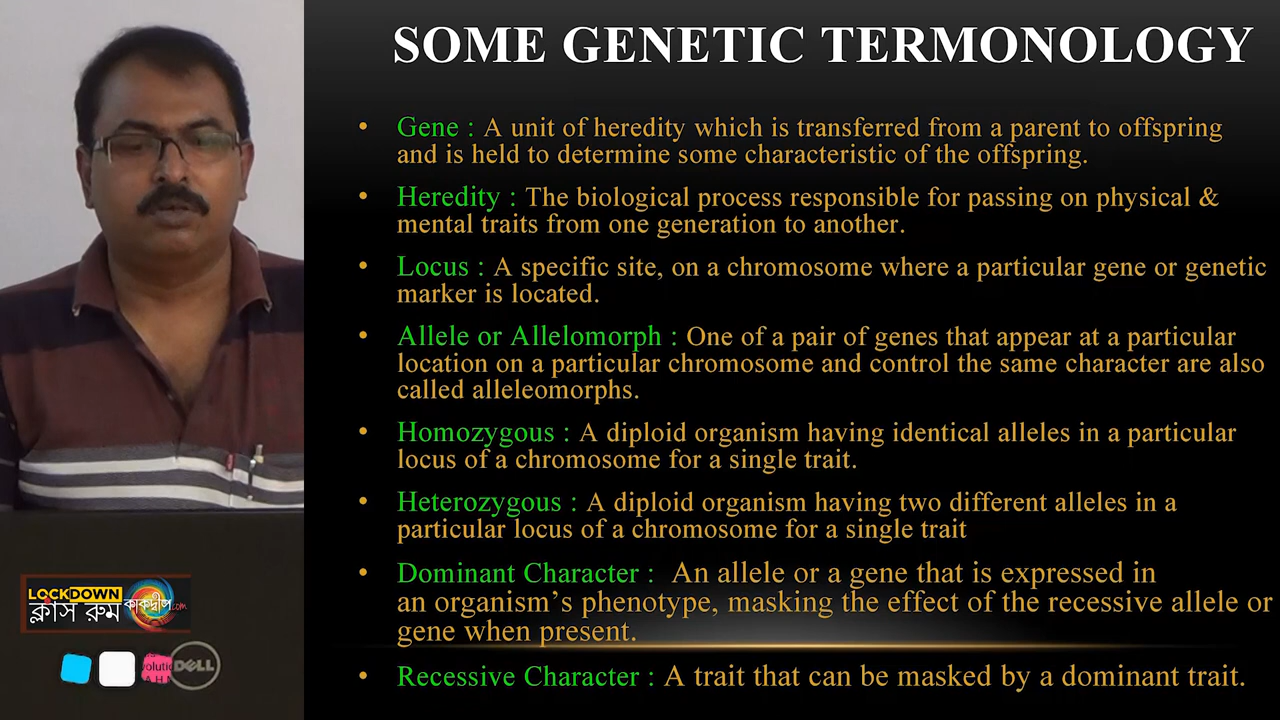 SOME GENETIC TERMONOLOGY
• Gene : A unit of heredity which is transferred from a parent to offspring
and is held to determine some characteristic of the offspring.
• Heredity : The biological process responsible for passing on physical &
mental traits from one generation to another.
• Locus : A specific site, on a chromosome where a particular gene or genetic
marker is located.
• Allele or Allelomorph : One of a pair of genes that appear at a particular
location on a particular chromosome and control the same character are also
called alleleomorphs.
• Homozygous : A diploid organism having identical alleles in a particular
locus of a chromosome for a single trait.
• Heterozygous : A diploid organism having two different alleles in a
particular locus of a chromosome for a single trait
• Dominant Character : An allele or a gene that is expressed in
an organism’s phenotype, masking the effect of the recessive allele or
gene when present.
• Recessive Character : A trait that can be masked by a dominant trait.
LOCKDOWN
ক্লাস রুম
কাকদ্বীপ.com
DELL